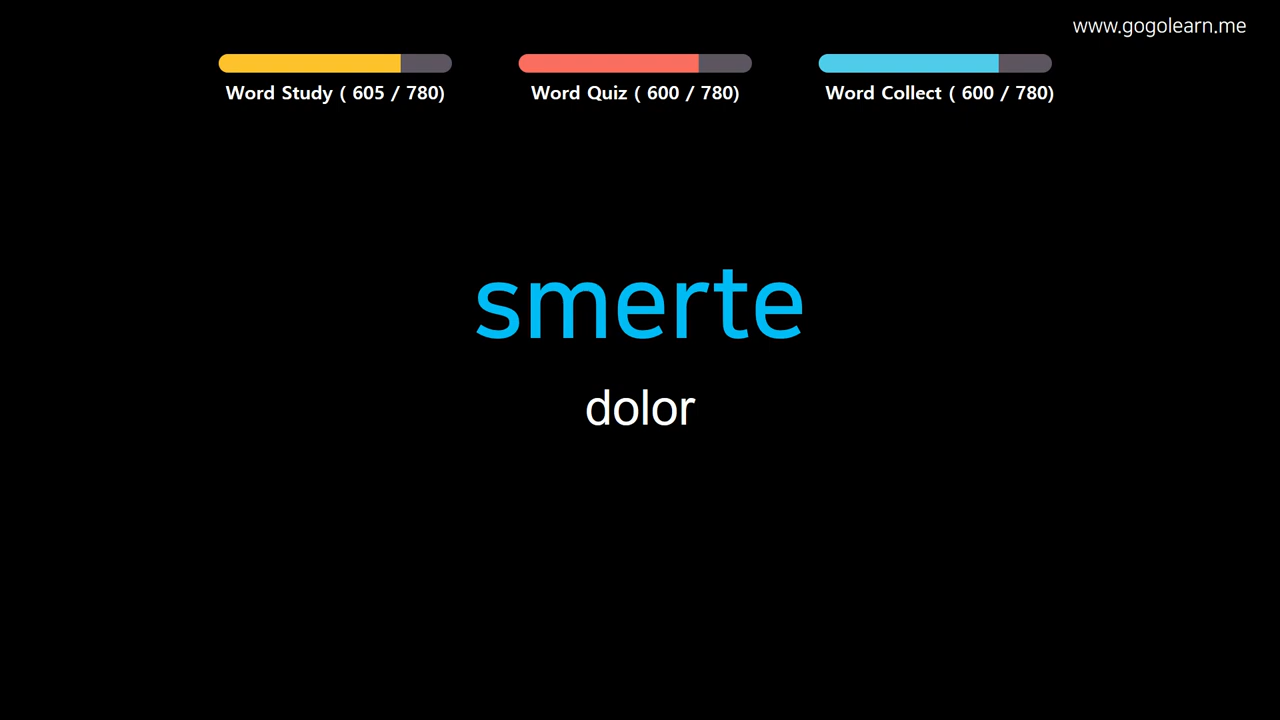 www.gogolearn.me
Word Study ( 605 / 780)
Word Quiz ( 600 / 780)
Word Collect ( 600 / 780)
smerte
dolor